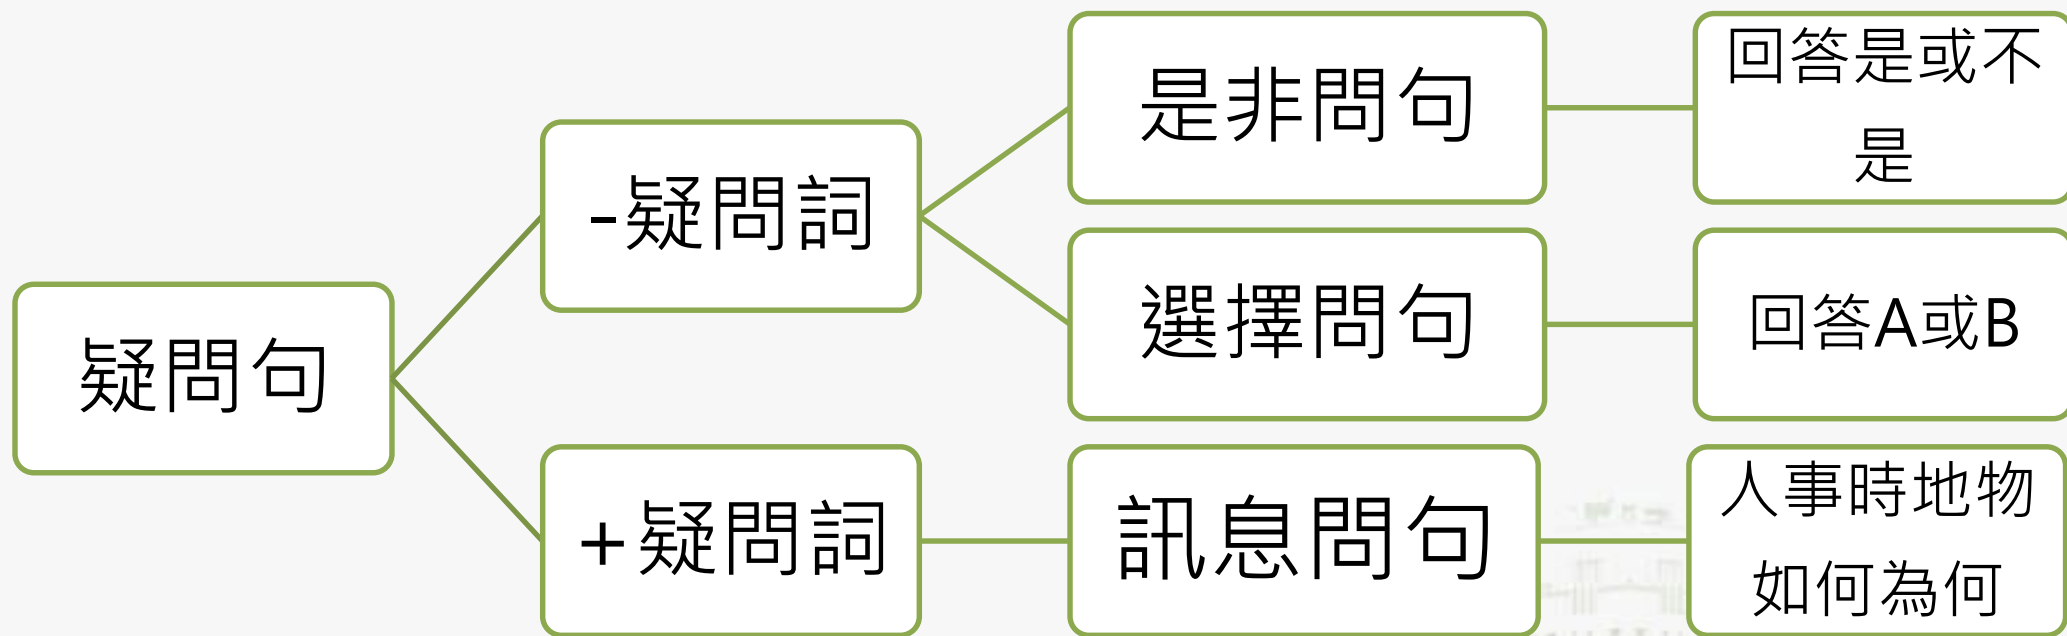 疑問句
-疑問詞
是非問句
回答是或不
是
選擇問句
回答A或B
+疑問詞
訊息問句
人事時地物
如何為何